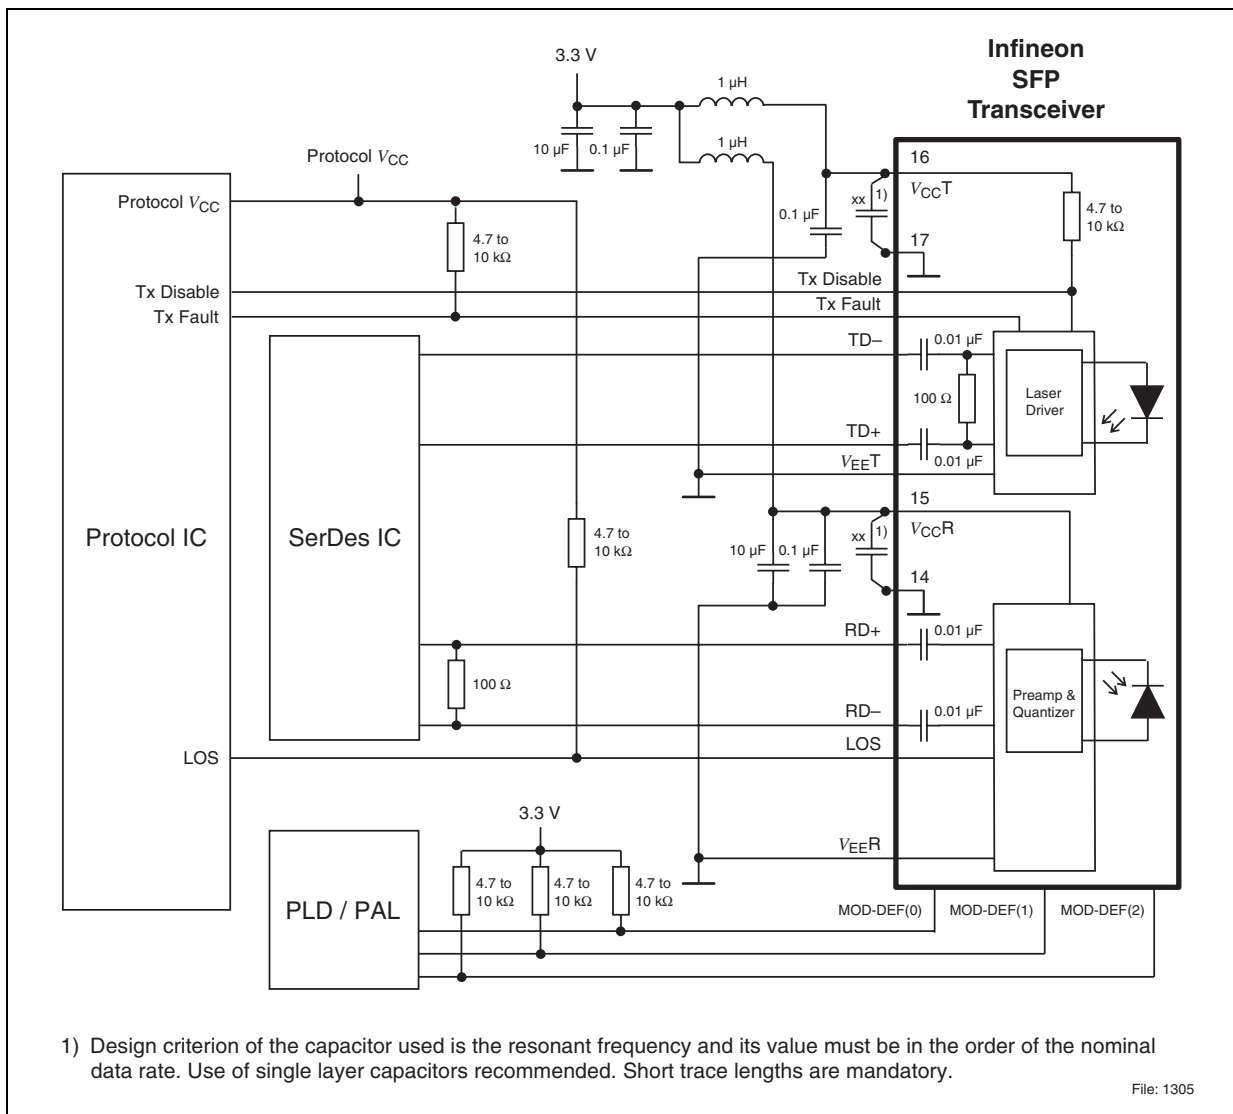 Infineon
SFP
Transceiver
3.3 V
1 µH
1 µH
10 µF
0.1 µF
Protocol VCC
Protocol VCC
4.7 to
10 kΩ
0.1 µF
xx
1)
16
VCCT
17
4.7 to
10 kΩ
Tx Disable
Tx Fault
Tx Disable
Tx Fault
TD–
0.01 µF
100 Ω
Laser
Driver
TD+
0.01 µF
VEET
Protocol IC
SerDes IC
4.7 to
10 kΩ
10 µF
0.1 µF
xx
1)
15
VCCR
14
RD+
0.01 µF
100 Ω
Preamp &
Quantizer
RD–
0.01 µF
LOS
LOS
3.3 V
VEER
PLD / PAL
4.7 to
10 kΩ
4.7 to
10 kΩ
4.7 to
10 kΩ
MOD-DEF(0)
MOD-DEF(1)
MOD-DEF(2)
1) Design criterion of the capacitor used is the resonant frequency and its value must be in the order of the nominal
data rate. Use of single layer capacitors recommended. Short trace lengths are mandatory.
File: 1305